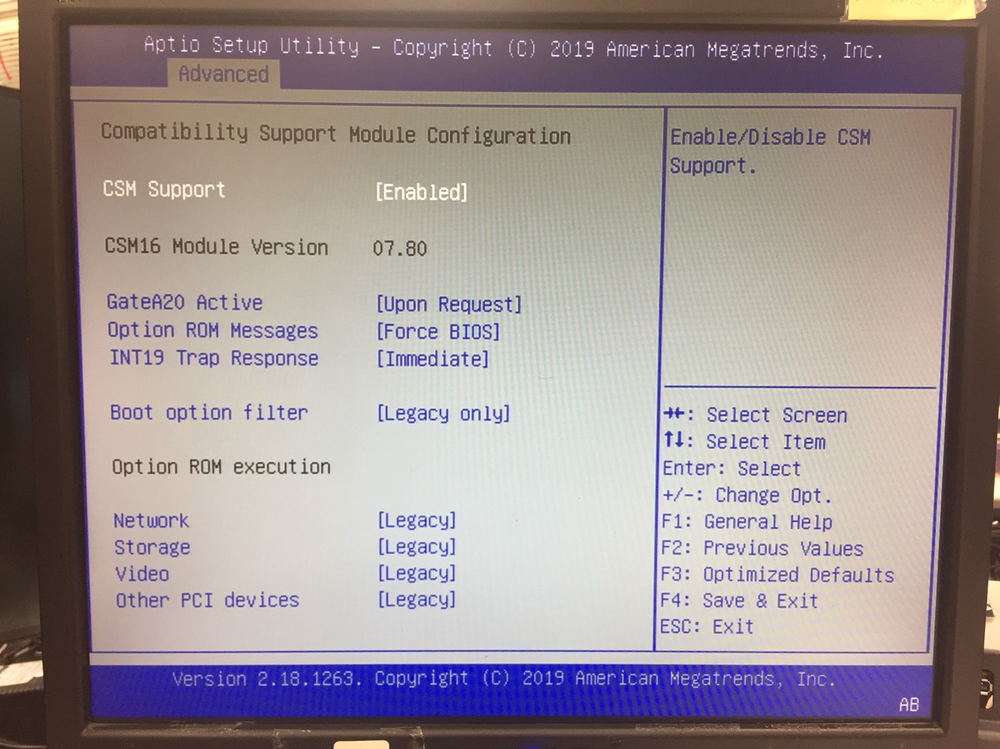 Aptio Setup Utility - Copyright (C) 2019 American Megatrends, Inc.
Advanced
Compatibility Support Module Configuration
CSM Support [Enabled]
CSM16 Module Version 07.80
GateA20 Active [Upon Request]
Option ROM Messages [Force BIOS]
INT19 Trap Response [Immediate]
Boot option filter [Legacy only]
Option ROM execution
Network [Legacy]
Storage [Legacy]
Video [Legacy]
Other PCI devices [Legacy]
Enable/Disable CSM
Support.
→←: Select Screen
↑↓: Select Item
Enter: Select
+/-: Change Opt.
F1: General Help
F2: Previous Values
F3: Optimized Defaults
F4: Save & Exit
ESC: Exit
Version 2.18.1263. Copyright (C) 2019 American Megatrends, Inc.
AB